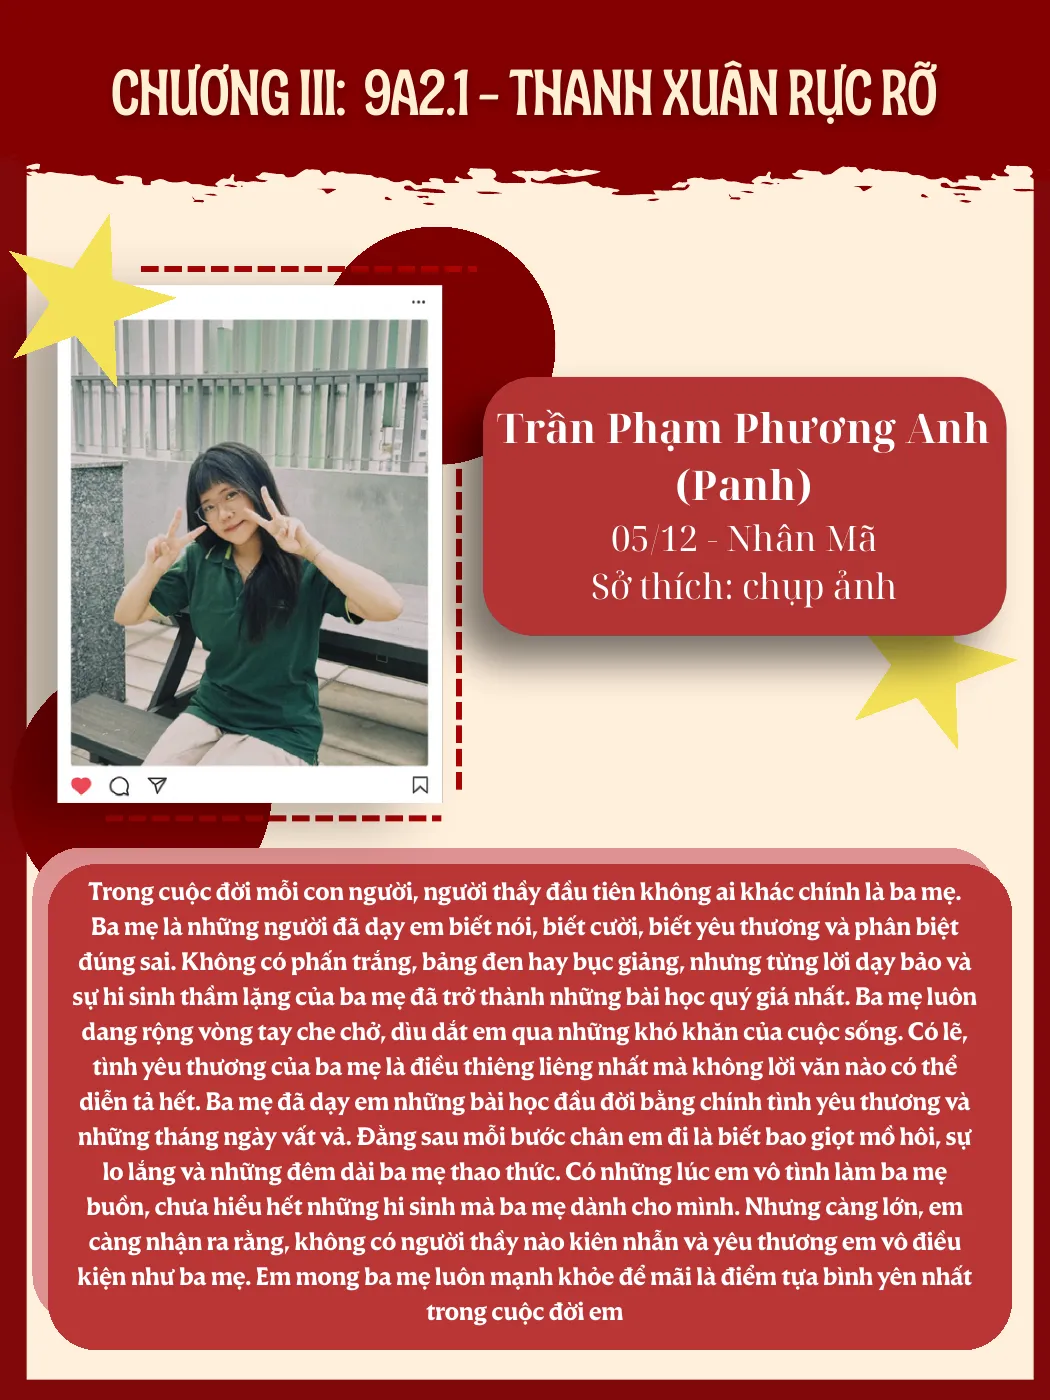 CHƯƠNG III: 9A2.1 - THANH XUÂN RỰC RỠ
Trần Phạm Phương Anh
(Panh)
05/12 - Nhân Mã
Sở thích: chụp ảnh
Trong cuộc đời mỗi con người, người thầy đầu tiên không ai khác chính là ba mẹ.
Ba mẹ là những người đã dạy em biết nói, biết cười, biết yêu thương và phân biệt
đúng sai. Không có phấn trắng, bảng đen hay bục giảng, nhưng từng lời dạy bảo và
sự hi sinh thầm lặng của ba mẹ đã trở thành những bài học quý giá nhất. Ba mẹ luôn
dang rộng vòng tay che chở, dìu dắt em qua những khó khăn của cuộc sống. Có lẽ,
tình yêu thương của ba mẹ là điều thiêng liêng nhất mà không lời văn nào có thể
diễn tả hết. Ba mẹ đã dạy em những bài học đầu đời bằng chính tình yêu thương và
những tháng ngày vất vả. Đằng sau mỗi bước chân em đi là biết bao giọt mồ hôi, sự
lo lắng và những đêm dài ba mẹ thao thức. Có những lúc em vô tình làm ba mẹ
buồn, chưa hiểu hết những hi sinh mà ba mẹ dành cho mình. Nhưng càng lớn, em
càng nhận ra rằng, không có người thầy nào kiên nhẫn và yêu thương em vô điều
kiện như ba mẹ. Em mong ba mẹ luôn mạnh khỏe để mãi là điểm tựa bình yên nhất
trong cuộc đời em